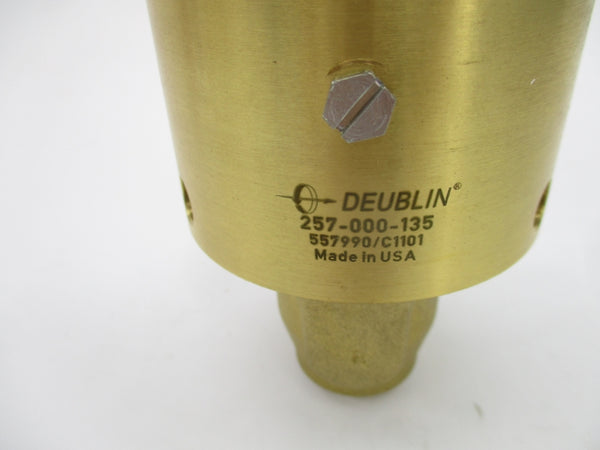 DEUBLIN®
257-000-135
557990/C1101
Made in USA